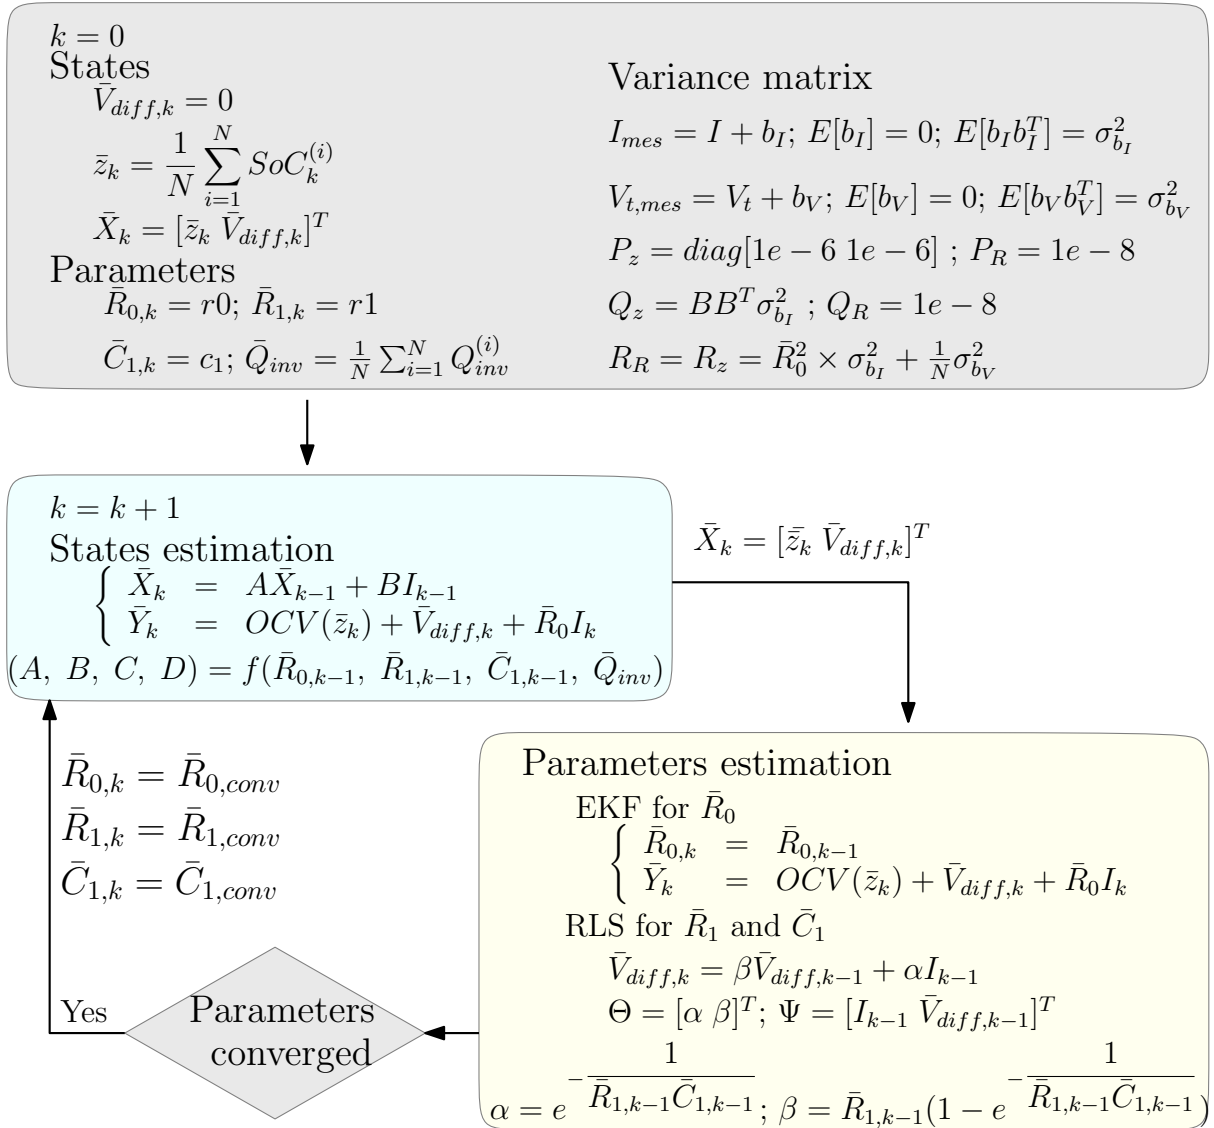 k = 0
States
V̄_{diff,k} = 0
z̄_k = \frac{1}{N} \sum_{i=1}^{N} SoC_k^{(i)}
X̄_k = [z̄_k V̄_{diff,k}]^T
Parameters
R̄_{0,k} = r0; R̄_{1,k} = r1
C̄_{1,k} = c_1; Q̄_{inv} = \frac{1}{N} \sum_{i=1}^{N} Q_{inv}^{(i)}
Variance matrix
I_{mes} = I + b_I; E[b_I] = 0; E[b_I b_I^T] = σ_{b_I}^2
V_{t,mes} = V_t + b_V; E[b_V] = 0; E[b_V b_V^T] = σ_{b_V}^2
P_z = diag[1e − 6 1e − 6] ; P_R = 1e − 8
Q_z = BB^T σ_{b_I}^2 ; Q_R = 1e − 8
R_R = R_z = R̄_0^2 × σ_{b_I}^2 + \frac{1}{N} σ_{b_V}^2
k = k + 1
States estimation
X̄_k = AX̄_{k−1} + BI_{k−1}
Ȳ_k = OCV(z̄_k) + V̄_{diff,k} + R̄_0 I_k
(A, B, C, D) = f(R̄_{0,k−1}, R̄_{1,k−1}, C̄_{1,k−1}, Q̄_{inv})
X̄_k = [z̄_k V̄_{diff,k}]^T
Parameters estimation
EKF for R̄_0
R̄_{0,k} = R̄_{0,k−1}
Ȳ_k = OCV(z̄_k) + V̄_{diff,k} + R̄_0 I_k
RLS for R̄_1 and C̄_1
V̄_{diff,k} = βV̄_{diff,k−1} + αI_{k−1}
Θ = [α β]^T; Ψ = [I_{k−1} V̄_{diff,k−1}]^T
α = e^{−\frac{1}{R̄_{1,k−1}C̄_{1,k−1}}}; β = R̄_{1,k−1}(1 − e^{−\frac{1}{R̄_{1,k−1}C̄_{1,k−1}}})
Parameters
converged
Yes
R̄_{0,k} = R̄_{0,conv}
R̄_{1,k} = R̄_{1,conv}
C̄_{1,k} = C̄_{1,conv}